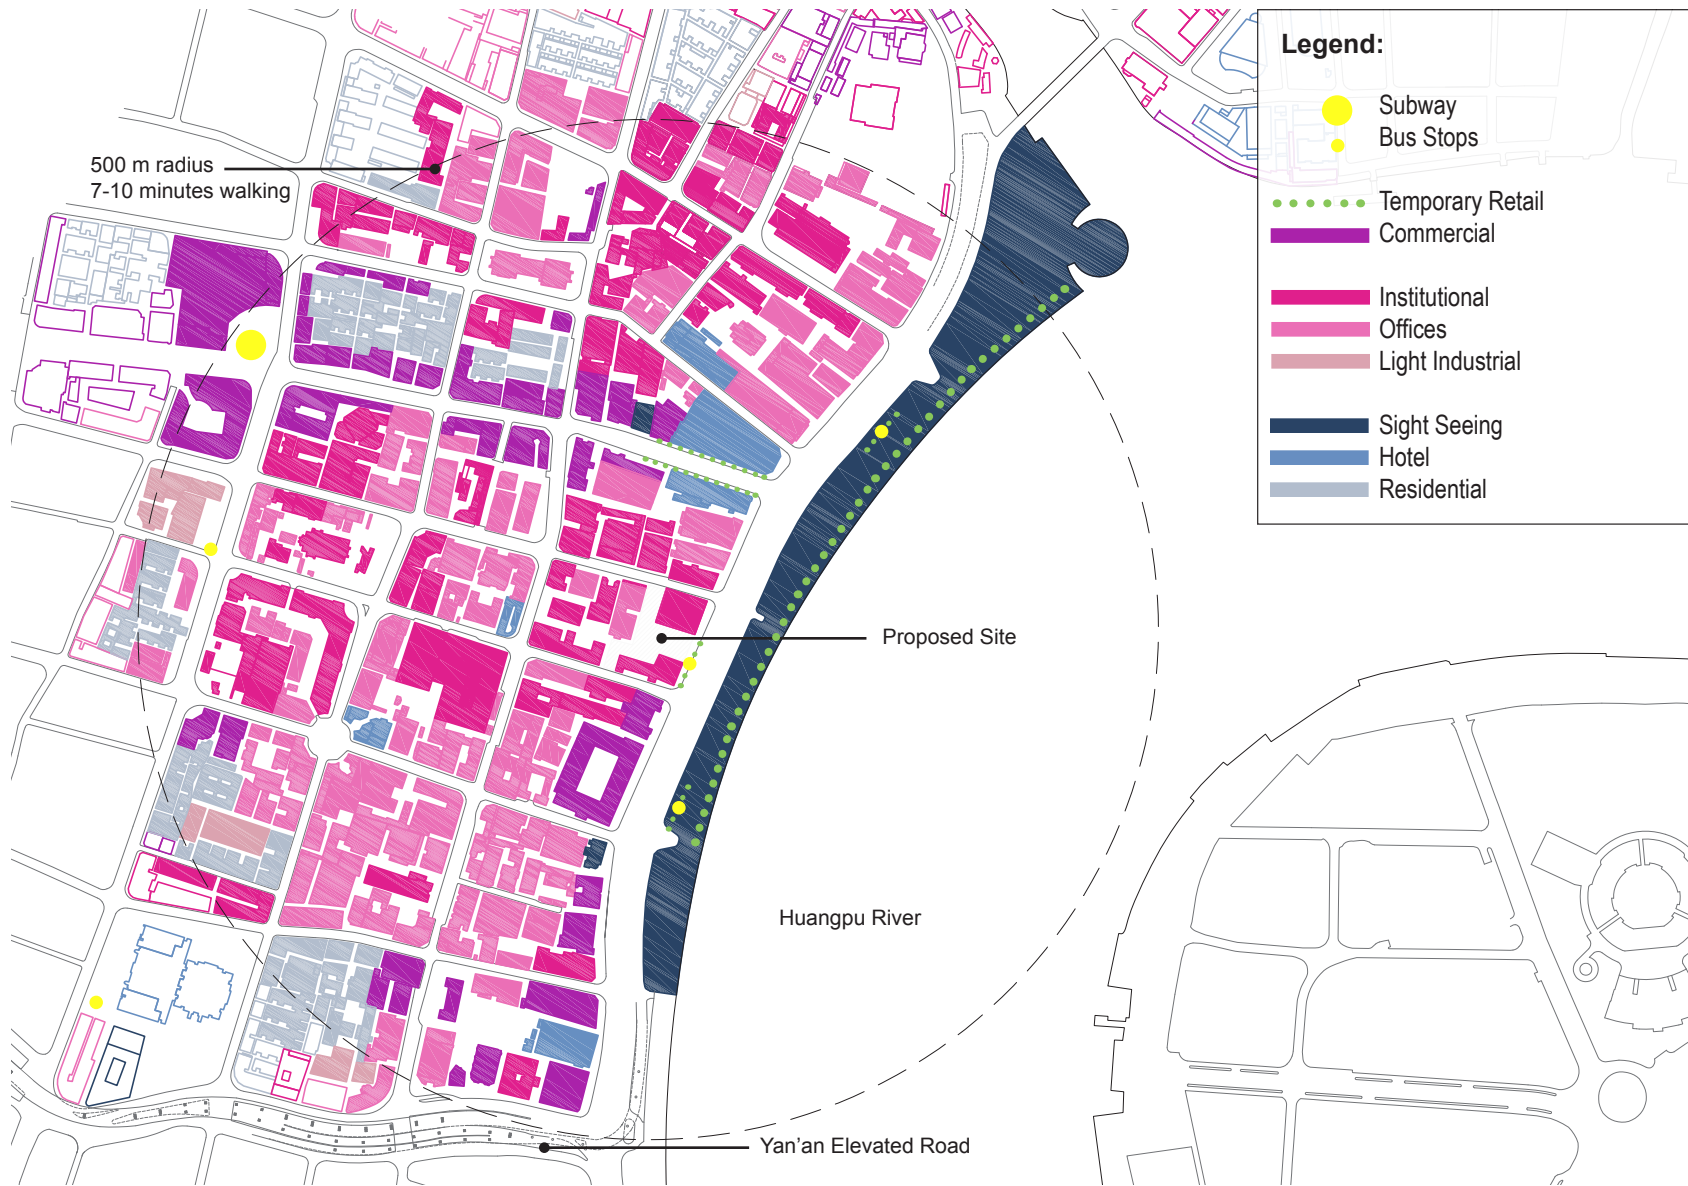 Legend:
Subway
Bus Stops
Temporary Retail
Commercial
Institutional
Offices
Light Industrial
Sight Seeing
Hotel
Residential
500 m radius
7-10 minutes walking
Proposed Site
Huangpu River
Yan’an Elevated Road